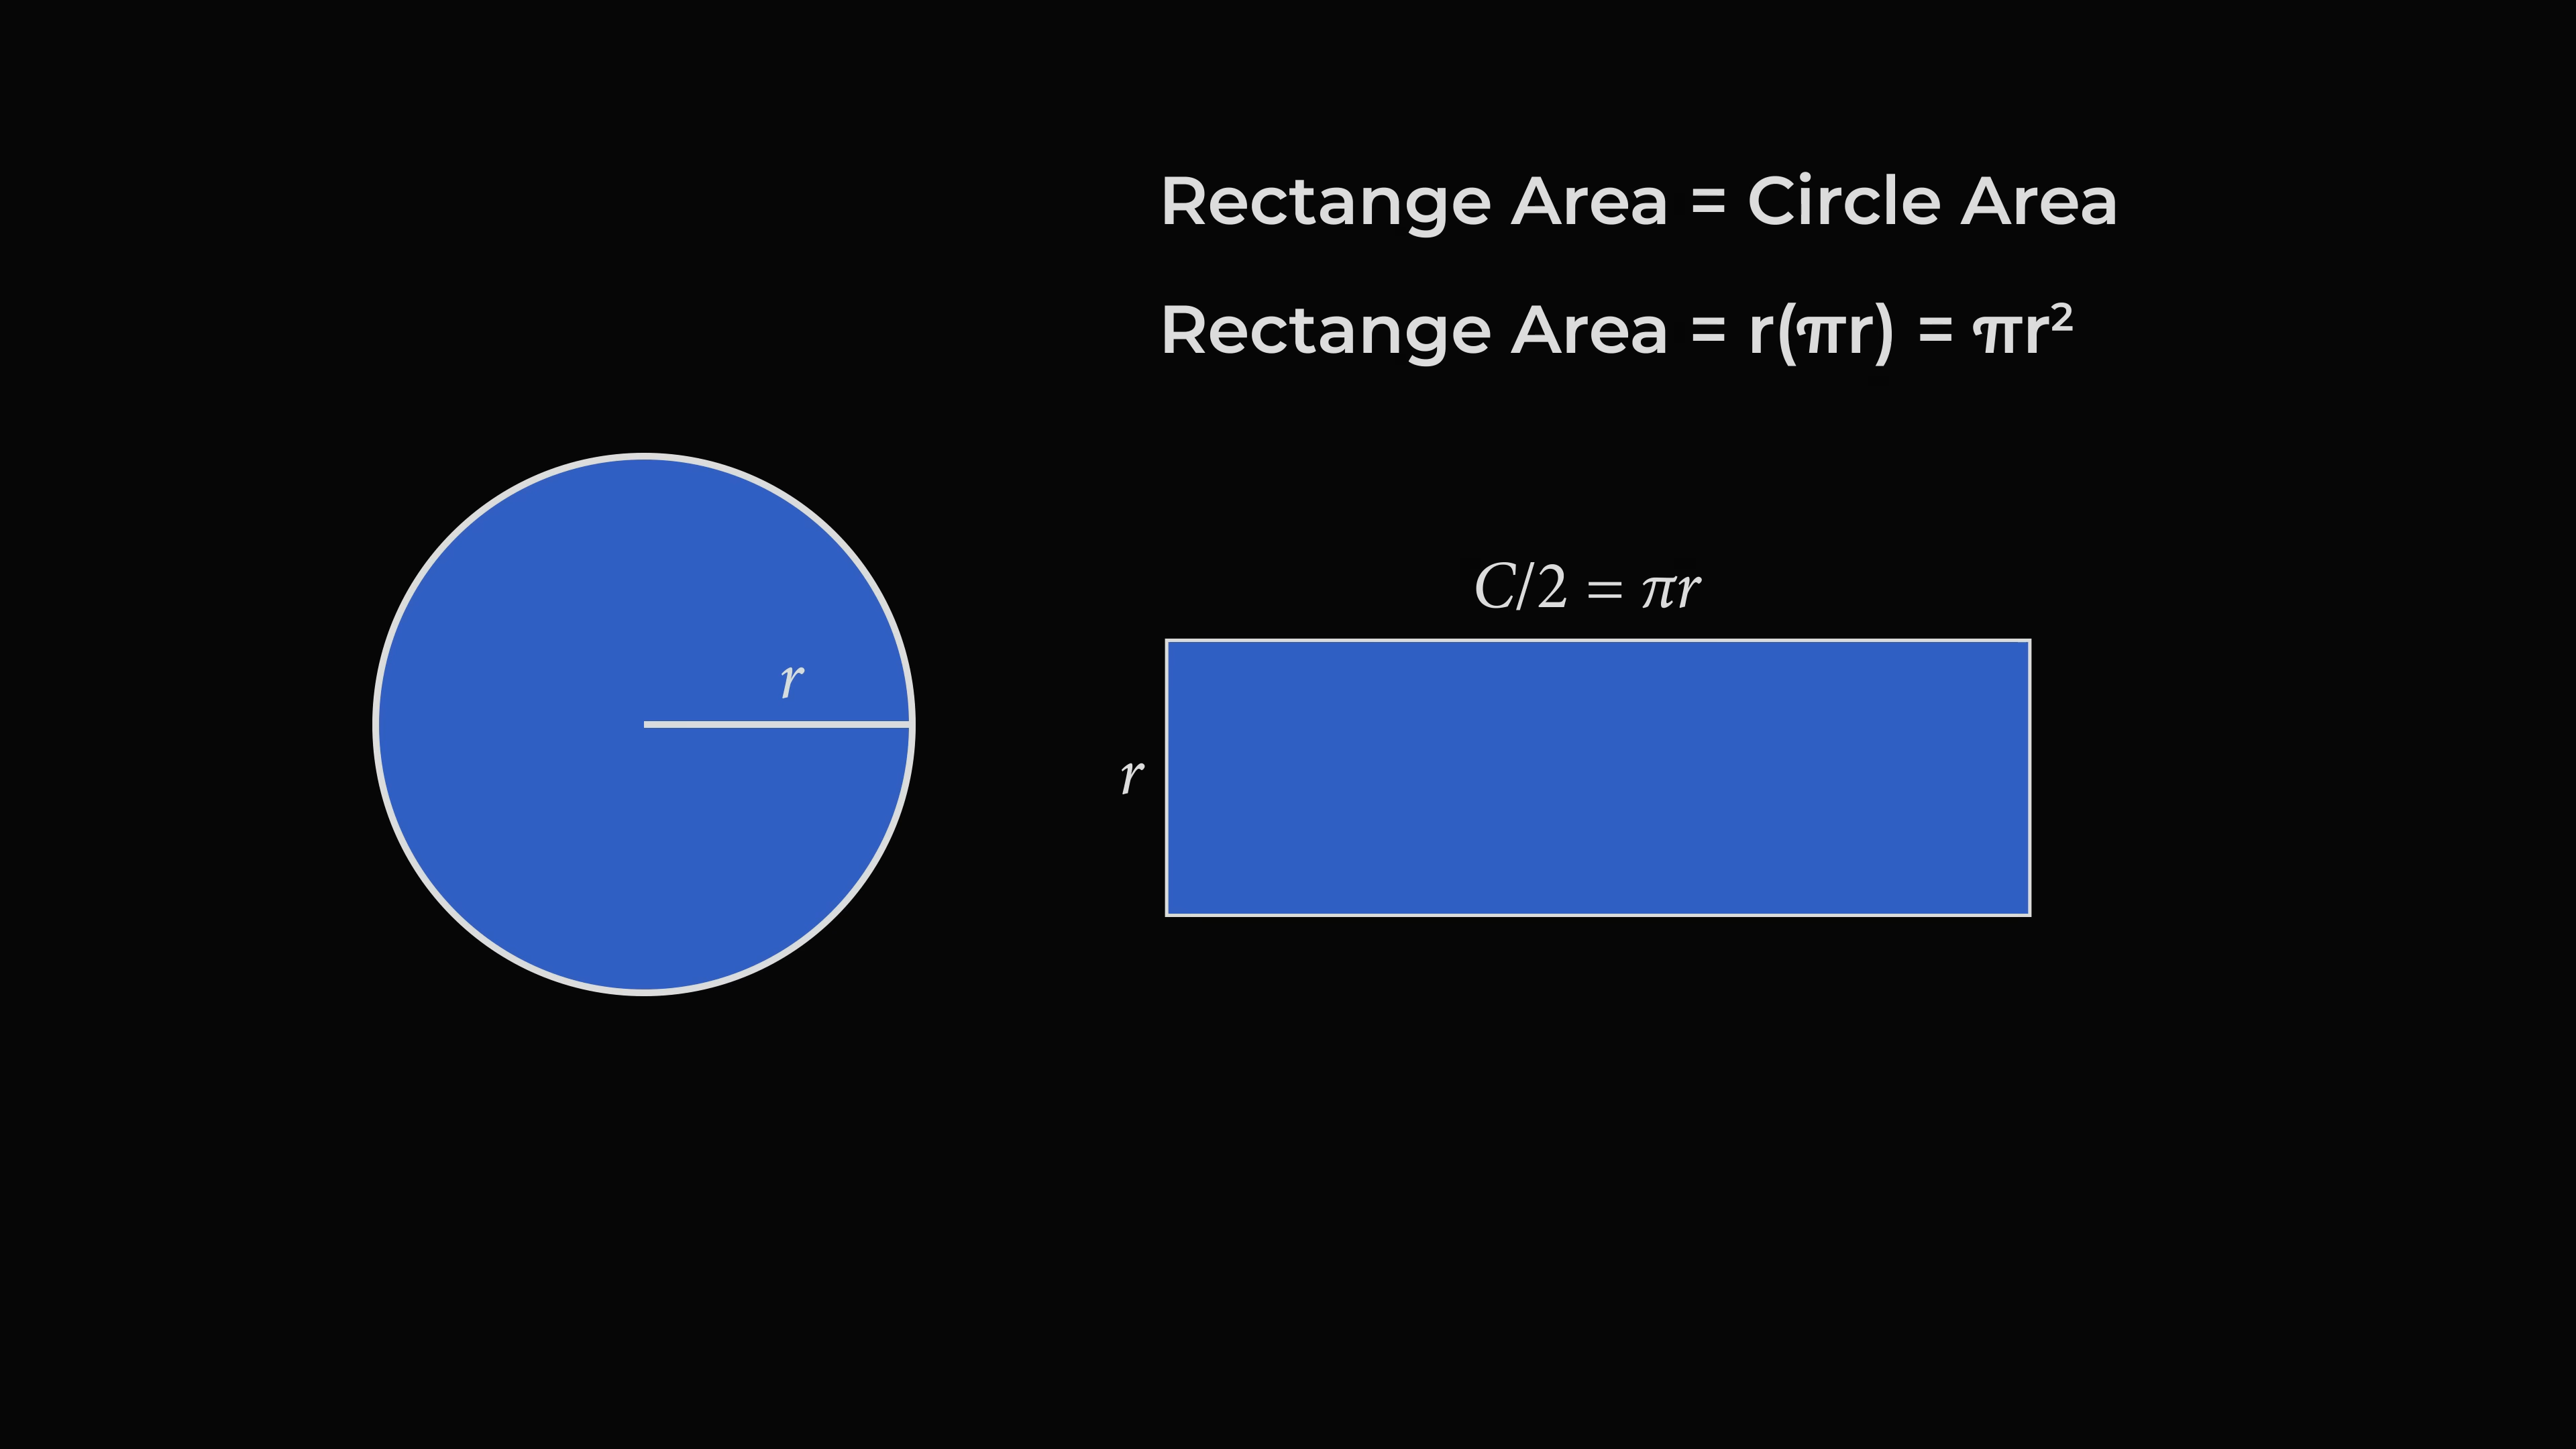 Rectange Area = Circle Area
Rectange Area = r(πr) = πr²
C/2 = πr
r
r